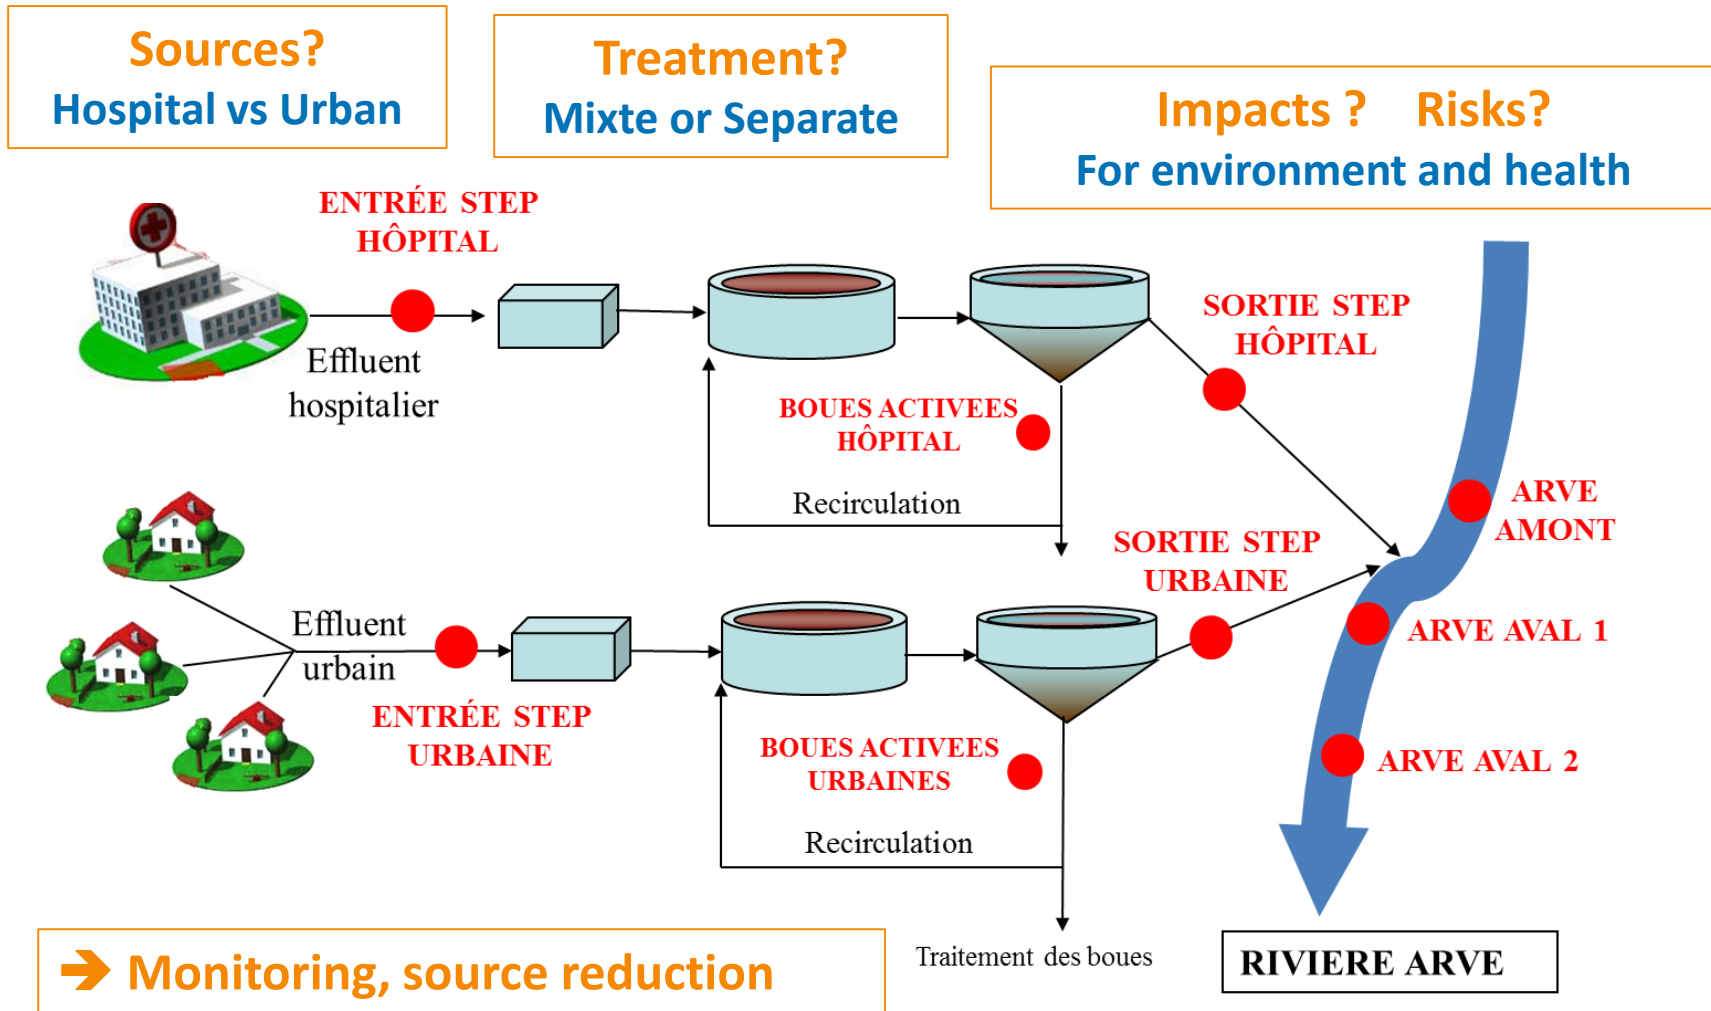 Sources?
Hospital vs Urban
Treatment?
Mixte or Separate
Impacts ? Risks?
For environment and health
ENTRÉE STEP
HÔPITAL
Effluent
hospitalier
BOUES ACTIVEES
HÔPITAL
Recirculation
SORTIE STEP
HÔPITAL
ARVE
AMONT
SORTIE STEP
URBAINE
Effluent
urbain
ENTRÉE STEP
URBAINE
BOUES ACTIVEES
URBAINES
Recirculation
ARVE AVAL 1
ARVE AVAL 2
Traitement des boues
RIVIERE ARVE
➔ Monitoring, source reduction